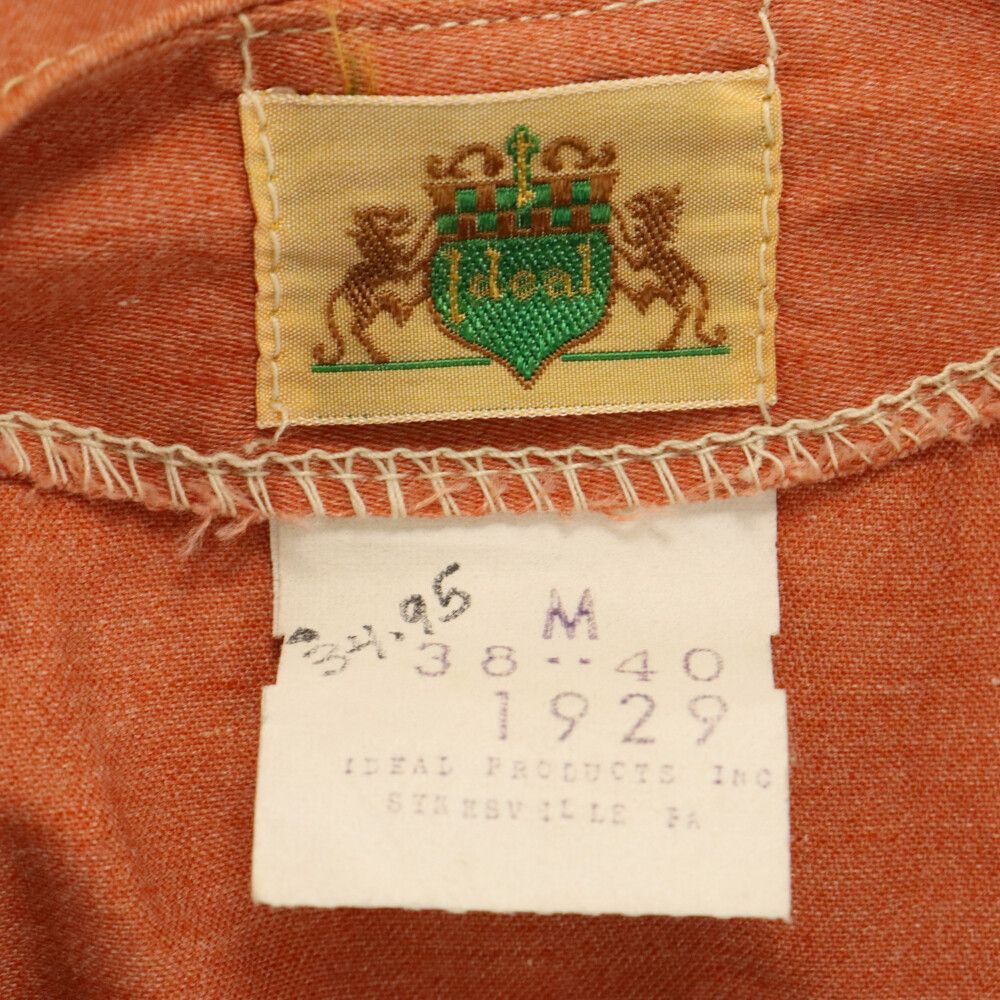 Ideal
34.95
M
38--40
1929
IDEAL PRODUCTS INC
SYKESVILLE PA